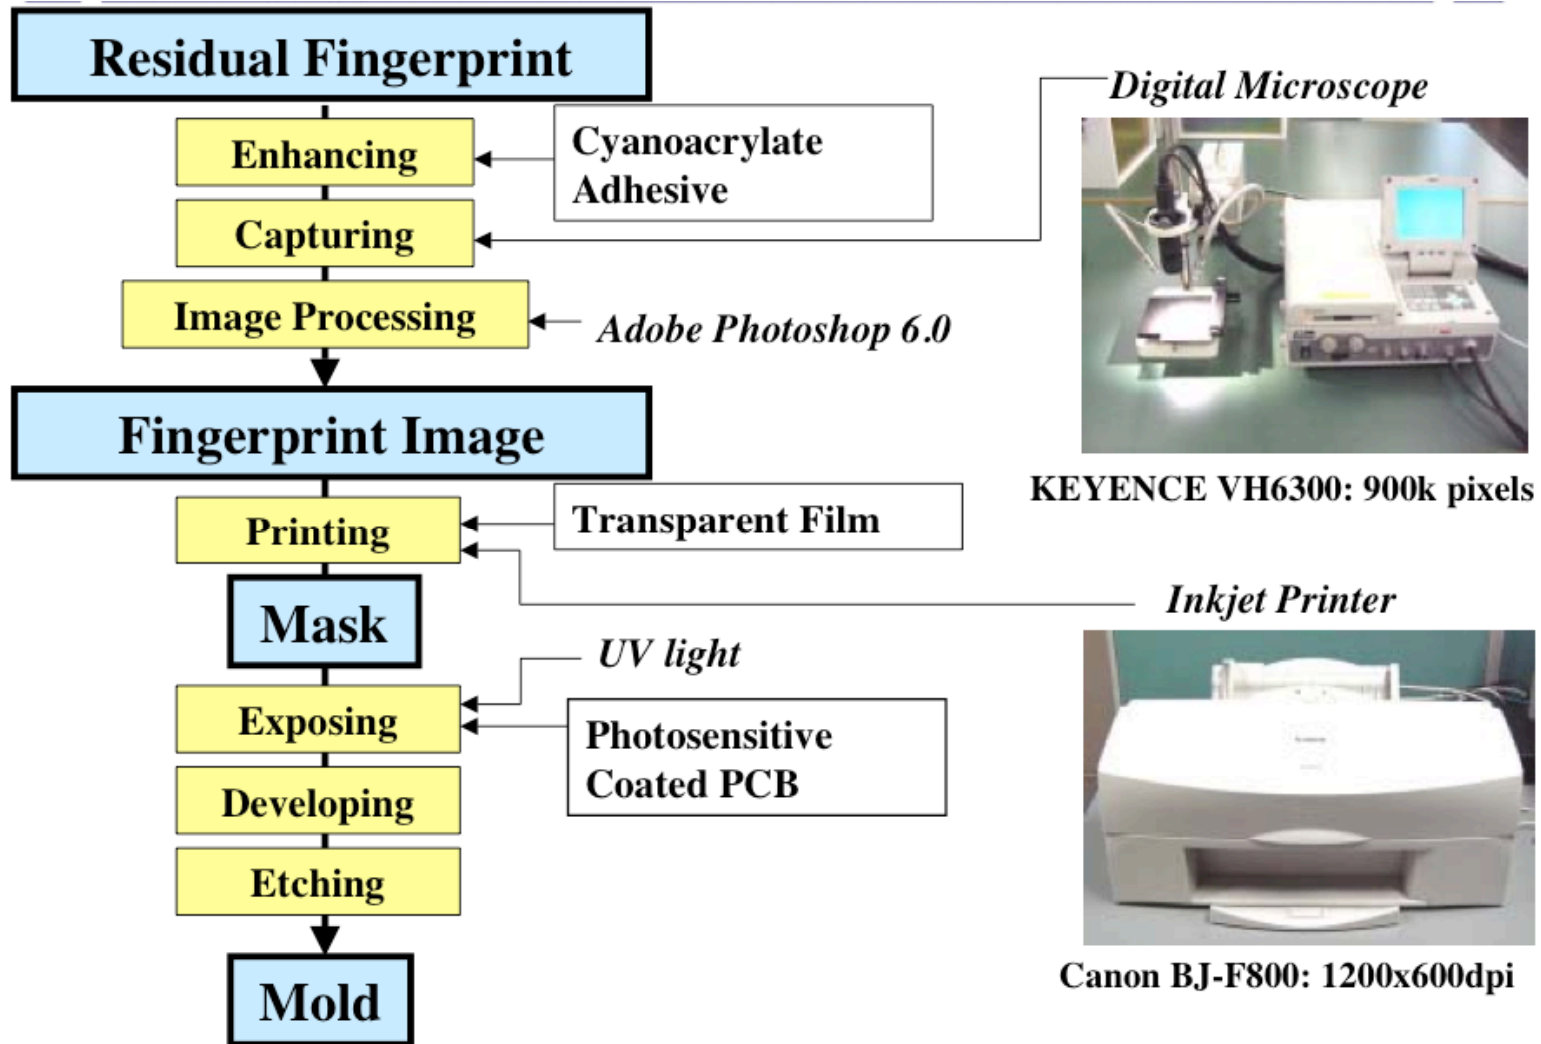 Residual Fingerprint
Enhancing
Cyanoacrylate
Adhesive
Capturing
Image Processing
Adobe Photoshop 6.0
Digital Microscope
KEYENCE VH6300: 900k pixels
Fingerprint Image
Printing
Transparent Film
Inkjet Printer
Mask
UV light
Exposing
Photosensitive
Coated PCB
Developing
Etching
Mold
Canon BJ-F800: 1200x600dpi